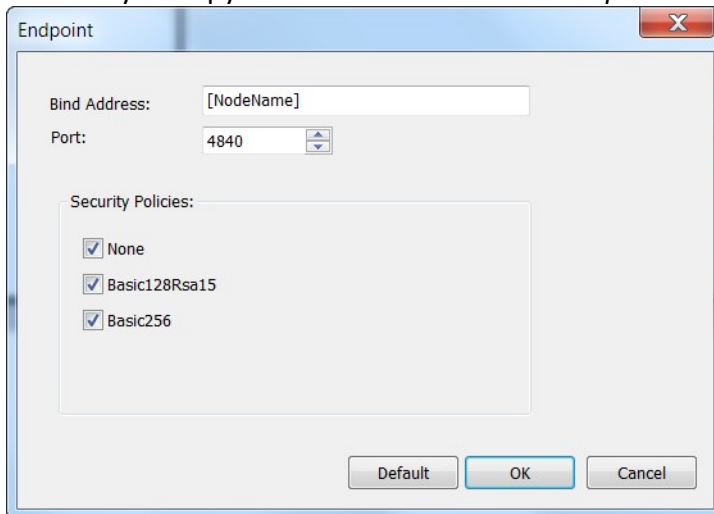 Endpoint
Bind Address: [NodeName]
Port: 4840
Security Policies:
None
Basic128Rsa15
Basic256
Default OK Cancel